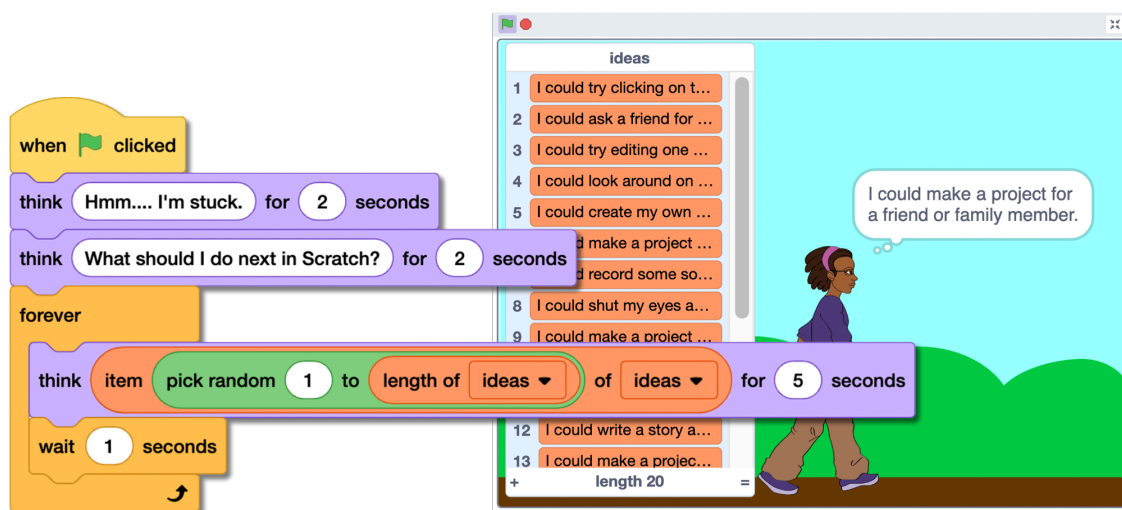 when clicked
think Hmm.... I'm stuck. for 2 seconds
think What should I do next in Scratch? for 2 seconds
forever
think item pick random 1 to length of ideas of ideas for 5 seconds
wait 1 seconds
ideas
1 I could try clicking on t...
2 I could ask a friend for ...
3 I could try editing one ...
4 I could look around on ...
5 I could create my own ...
make a project ...
record some so...
8 I could shut my eyes a...
9 I could make a project ...
12 I could write a story a...
13 I could make a projec...
+ length 20 =
I could make a project for
a friend or family member.